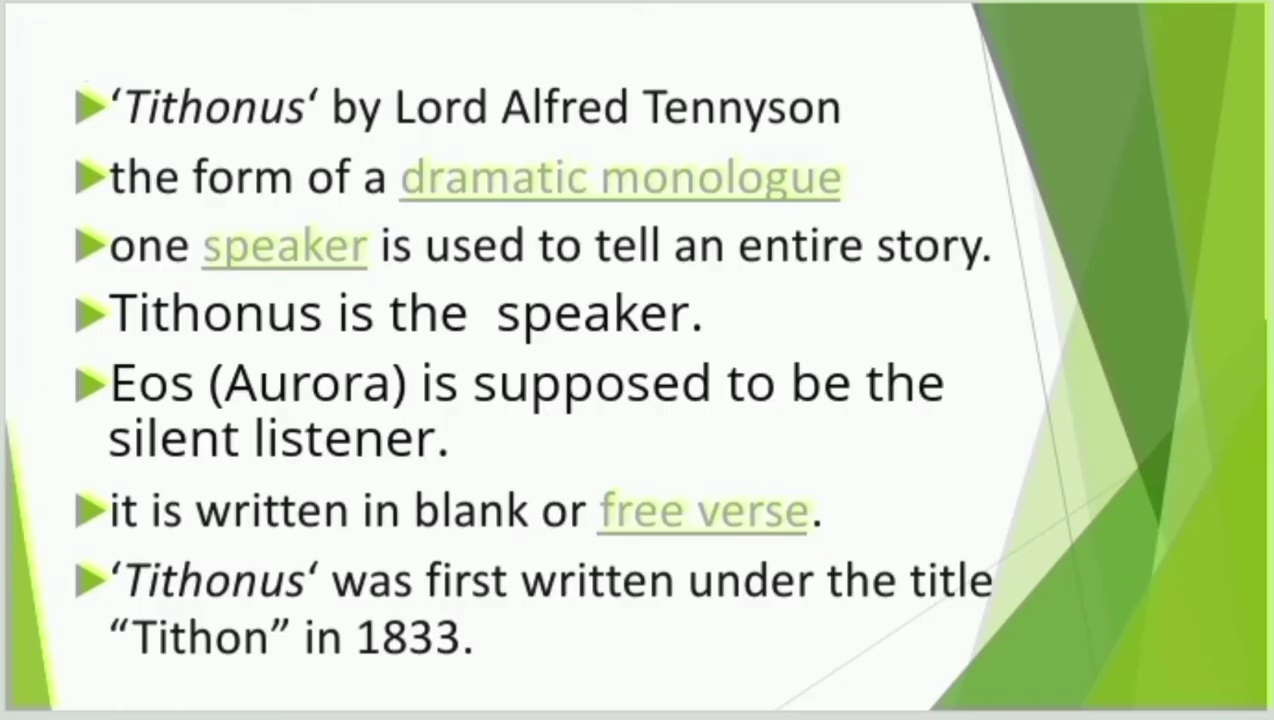 ‘Tithonus‘ by Lord Alfred Tennyson
the form of a dramatic monologue
one speaker is used to tell an entire story.
Tithonus is the speaker.
Eos (Aurora) is supposed to be the
silent listener.
it is written in blank or free verse.
‘Tithonus‘ was first written under the title
“Tithon” in 1833.